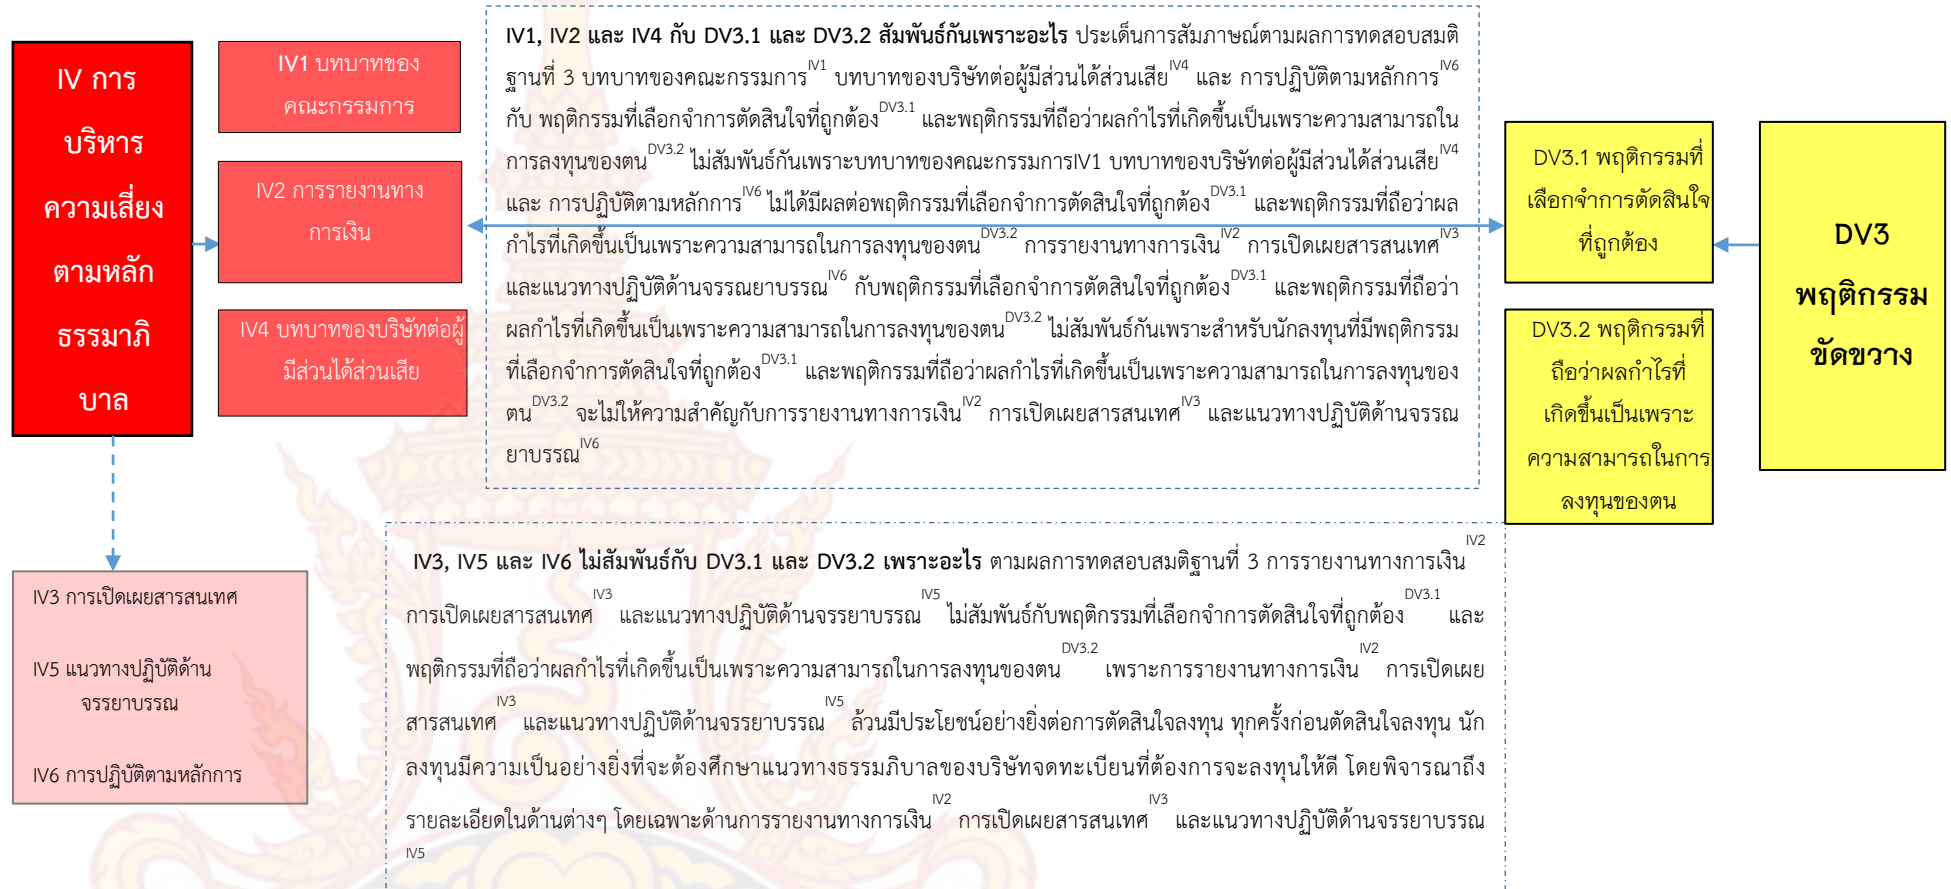 IV การ
บริหาร
ความเสี่ยง
ตามหลัก
ธรรมาภิ
บาล
IV1 บทบาทของ
คณะกรรมการ
IV2 การรายงานทาง
การเงิน
IV4 บทบาทของบริษัทต่อผู้
มีส่วนได้ส่วนเสีย
IV1, IV2 และ IV4 กับ DV3.1 และ DV3.2 สัมพันธ์กันเพราะอะไร ประเด็นการสัมภาษณ์ตามผลการทดสอบสมติ
ฐานที่ 3 บทบาทของคณะกรรมการIV1 บทบาทของบริษัทต่อผู้มีส่วนได้ส่วนเสียIV4 และ การปฏิบัติตามหลักการIV6
กับ พฤติกรรมที่เลือกจำการตัดสินใจที่ถูกต้องDV3.1 และพฤติกรรมที่ถือว่าผลกำไรที่เกิดขึ้นเป็นเพราะความสามารถใน
การลงทุนของตนDV3.2 ไม่สัมพันธ์กันเพราะบทบาทของคณะกรรมการIV1 บทบาทของบริษัทต่อผู้มีส่วนได้ส่วนเสียIV4
และ การปฏิบัติตามหลักการIV6 ไม่ได้มีผลต่อพฤติกรรมที่เลือกจำการตัดสินใจที่ถูกต้องDV3.1 และพฤติกรรมที่ถือว่าผล
กำไรที่เกิดขึ้นเป็นเพราะความสามารถในการลงทุนของตนDV3.2 การรายงานทางการเงินIV2 การเปิดเผยสารสนเทศIV3
และแนวทางปฏิบัติด้านจรรณยาบรรณIV6 กับพฤติกรรมที่เลือกจำการตัดสินใจที่ถูกต้องDV3.1 และพฤติกรรมที่ถือว่า
ผลกำไรที่เกิดขึ้นเป็นเพราะความสามารถในการลงทุนของตนDV3.2 ไม่สัมพันธ์กันเพราะสำหรับนักลงทุนที่มีพฤติกรรม
ที่เลือกจำการตัดสินใจที่ถูกต้องDV3.1 และพฤติกรรมที่ถือว่าผลกำไรที่เกิดขึ้นเป็นเพราะความสามารถในการลงทุนของ
ตนDV3.2 จะไม่ให้ความสำคัญกับการรายงานทางการเงินIV2 การเปิดเผยสารสนเทศIV3 และแนวทางปฏิบัติด้านจรรณ
ยาบรรณIV6
DV3.1 พฤติกรรมที่
เลือกจำการตัดสินใจ
ที่ถูกต้อง
DV3.2 พฤติกรรมที่
ถือว่าผลกำไรที่
เกิดขึ้นเป็นเพราะ
ความสามารถในการ
ลงทุนของตน
DV3
พฤติกรรม
ขัดขวาง
IV3 การเปิดเผยสารสนเทศ
IV5 แนวทางปฏิบัติด้าน
จรรยาบรรณ
IV6 การปฏิบัติตามหลักการ
IV3, IV5 และ IV6 ไม่สัมพันธ์กับ DV3.1 และ DV3.2 เพราะอะไร ตามผลการทดสอบสมติฐานที่ 3 การรายงานทางการเงินIV2
การเปิดเผยสารสนเทศIV3 และแนวทางปฏิบัติด้านจรรยาบรรณIV5 ไม่สัมพันธ์กับพฤติกรรมที่เลือกจำการตัดสินใจที่ถูกต้องDV3.1 และ
พฤติกรรมที่ถือว่าผลกำไรที่เกิดขึ้นเป็นเพราะความสามารถในการลงทุนของตนDV3.2 เพราะการรายงานทางการเงินIV2 การเปิดเผย
สารสนเทศIV3 และแนวทางปฏิบัติด้านจรรยาบรรณIV5 ล้วนมีประโยชน์อย่างยิ่งต่อการตัดสินใจลงทุน ทุกครั้งก่อนตัดสินใจลงทุน นัก
ลงทุนมีความเป็นอย่างยิ่งที่จะต้องศึกษาแนวทางธรรมภิบาลของบริษัทจดทะเบียนที่ต้องการจะลงทุนให้ดี โดยพิจารณาถึง
รายละเอียดในด้านต่างๆ โดยเฉพาะด้านการรายงานทางการเงินIV2 การเปิดเผยสารสนเทศIV3 และแนวทางปฏิบัติด้านจรรยาบรรณ
IV5